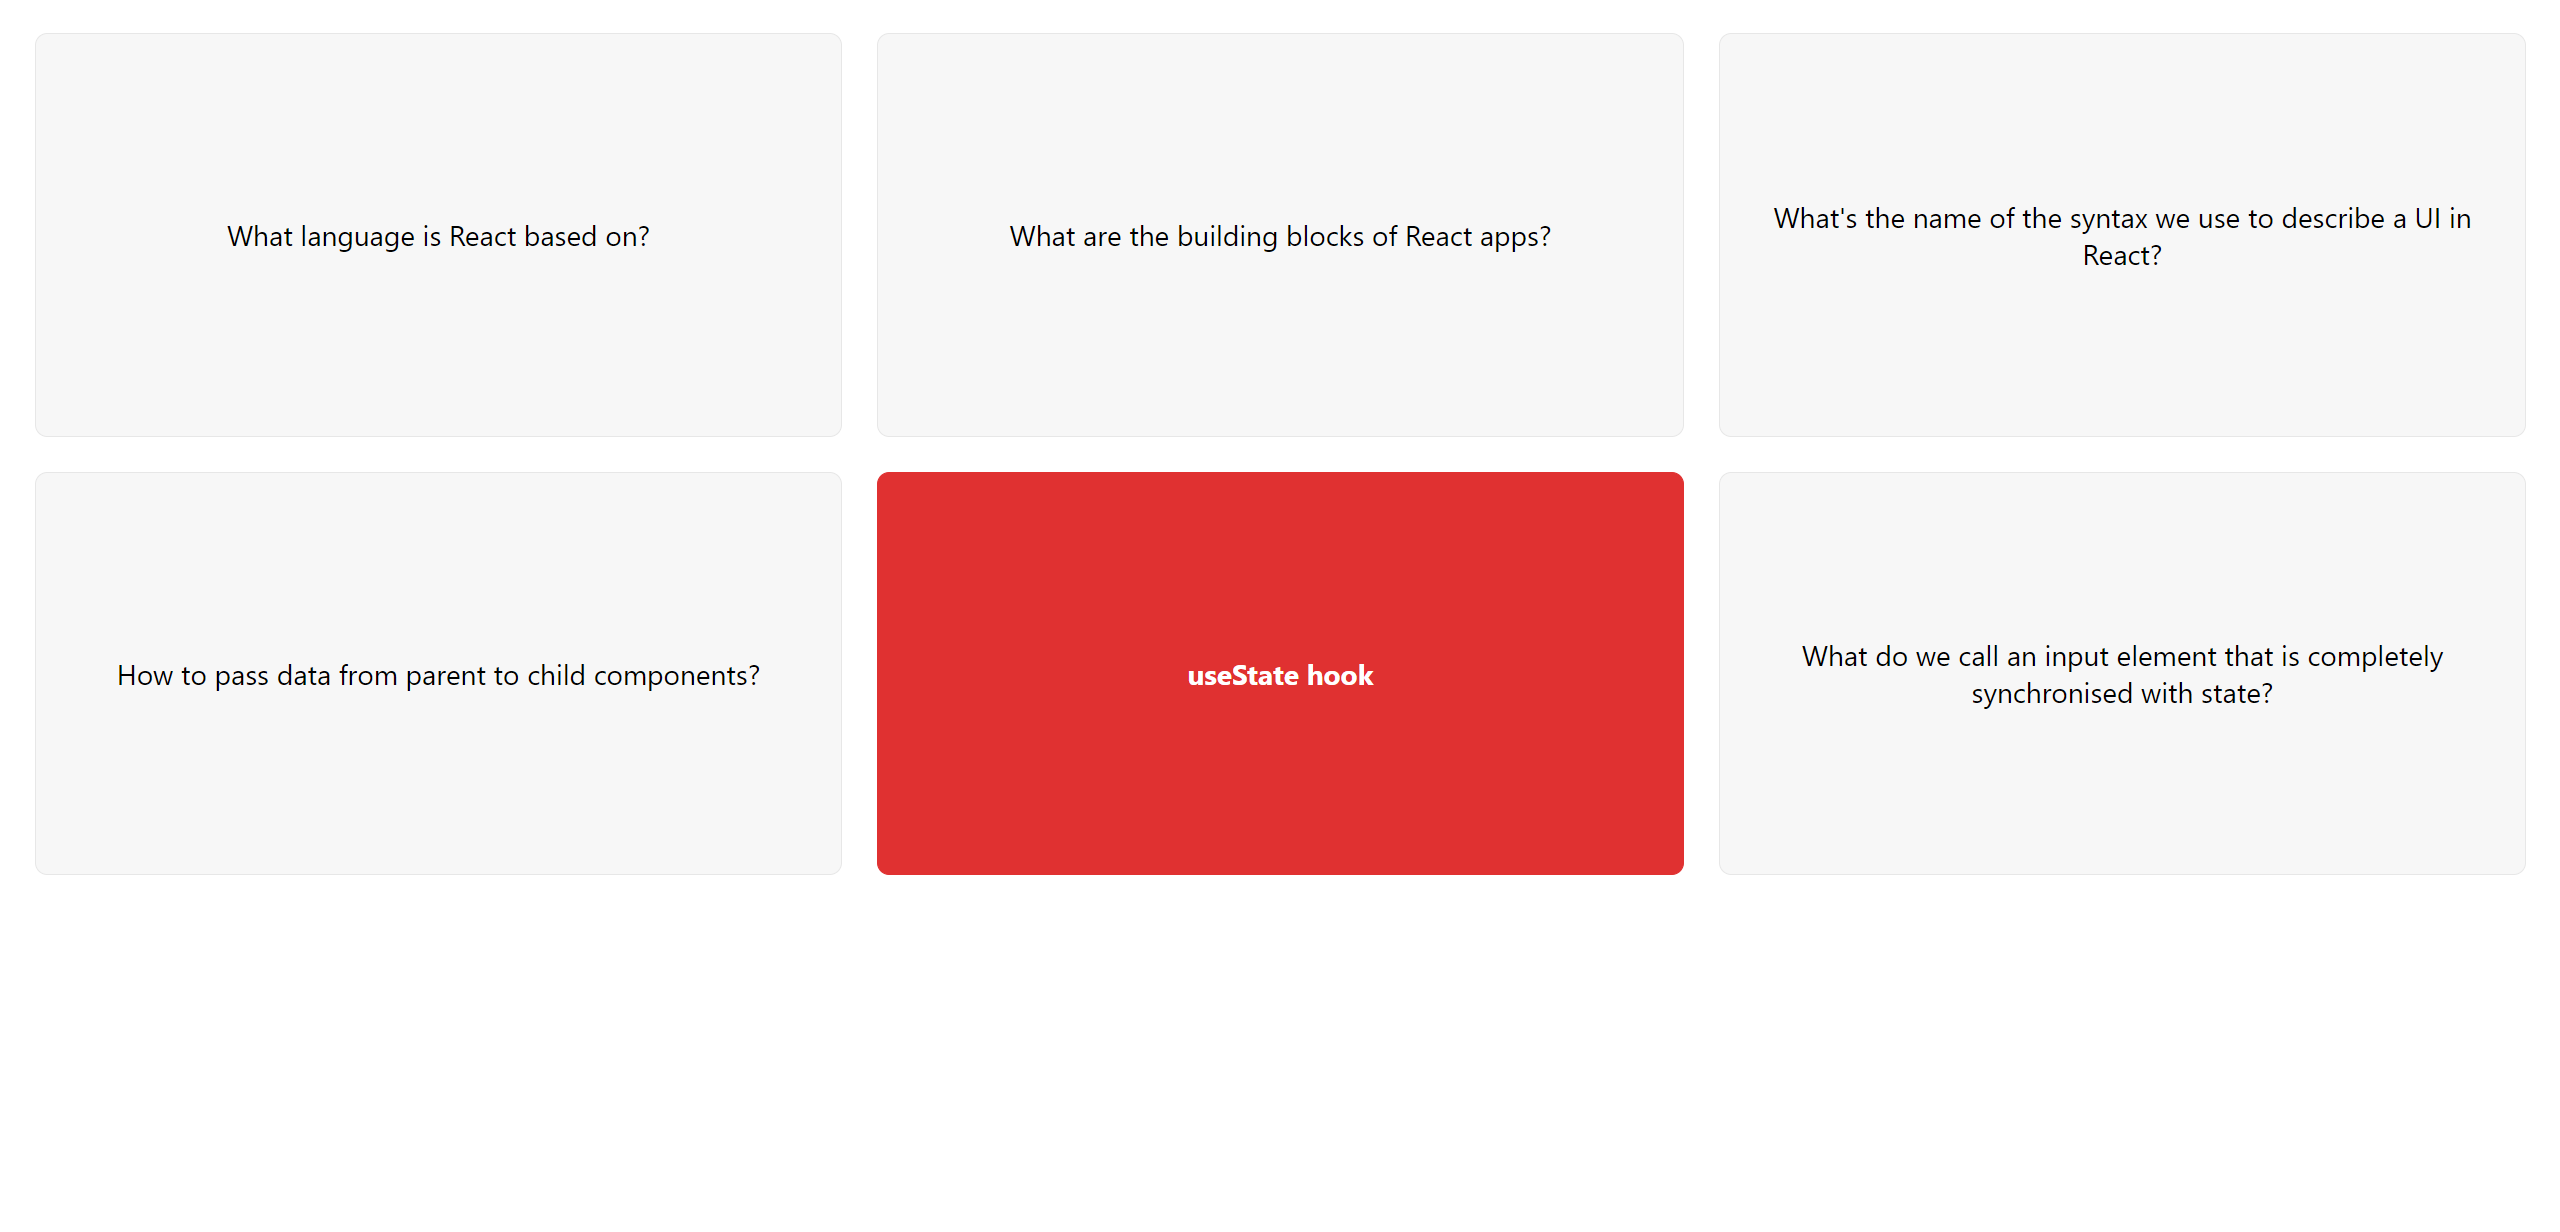 What language is React based on?
What are the building blocks of React apps?
What's the name of the syntax we use to describe a UI in
React?
How to pass data from parent to child components?
useState hook
What do we call an input element that is completely
synchronised with state?